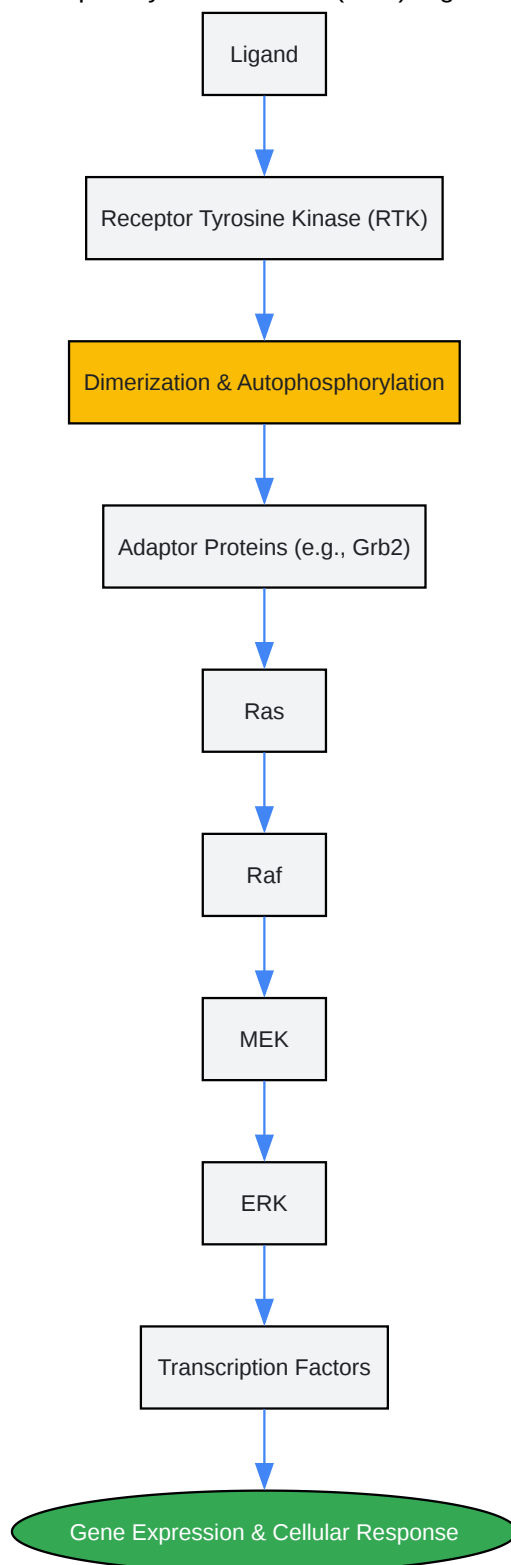 Ligand
Receptor Tyrosine Kinase (RTK)
Dimerization & Autophosphorylation
Adaptor Proteins (e.g., Grb2)
Ras
Raf
MEK
ERK
Transcription Factors
Gene Expression & Cellular Response